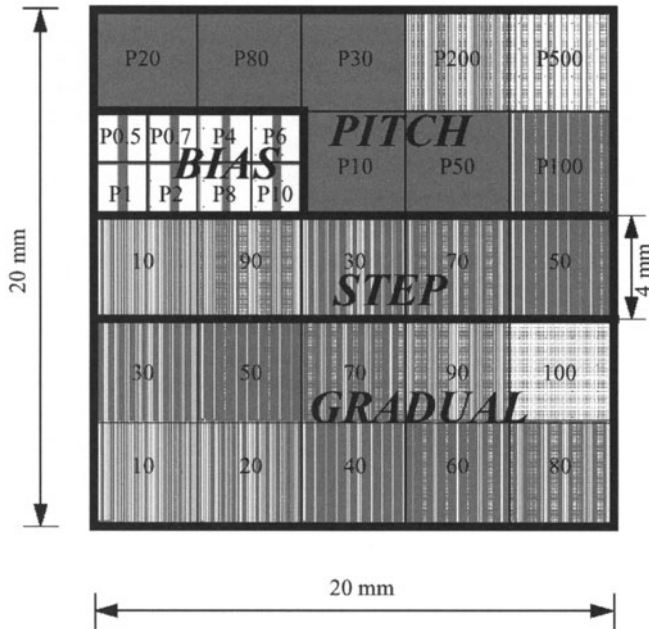 P20 P80 P30 P200 P500
P0.5 P0.7 P4 P6
PITCH
BIAS
P1 P2 P8 P10
P10 P50 P100
10 90 30 70 50
STEP
30 50 70 90 100
GRADUAL
10 20 40 60 80
20 mm
4 mm
20 mm